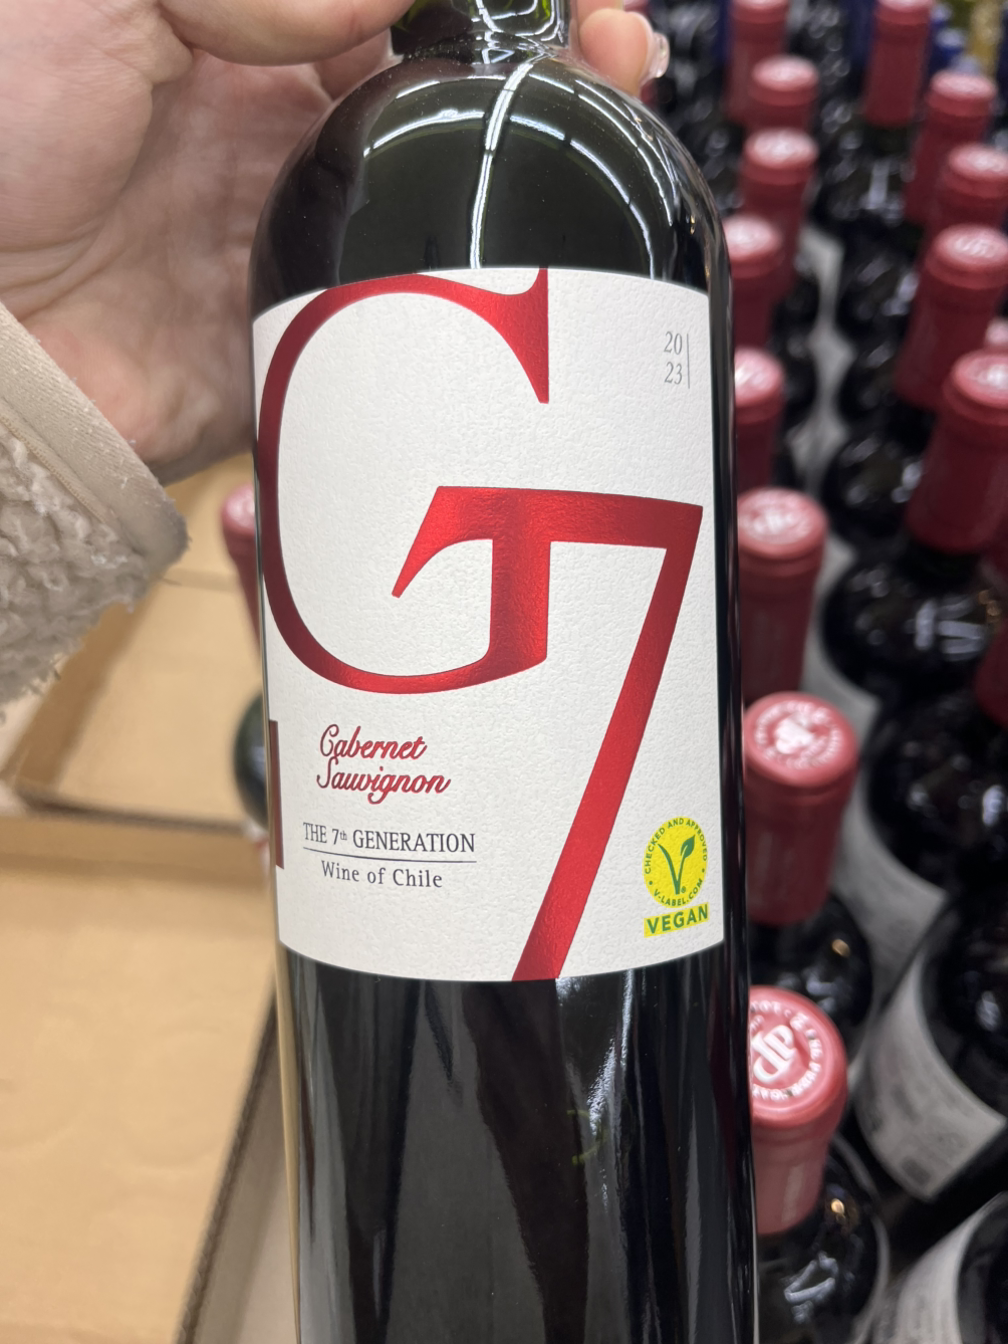 G7
20
23
Cabernet
Sauvignon
THE 7th GENERATION
Wine of Chile
CHECKED AND APPROVED
• V-LABEL.COM •
VEGAN